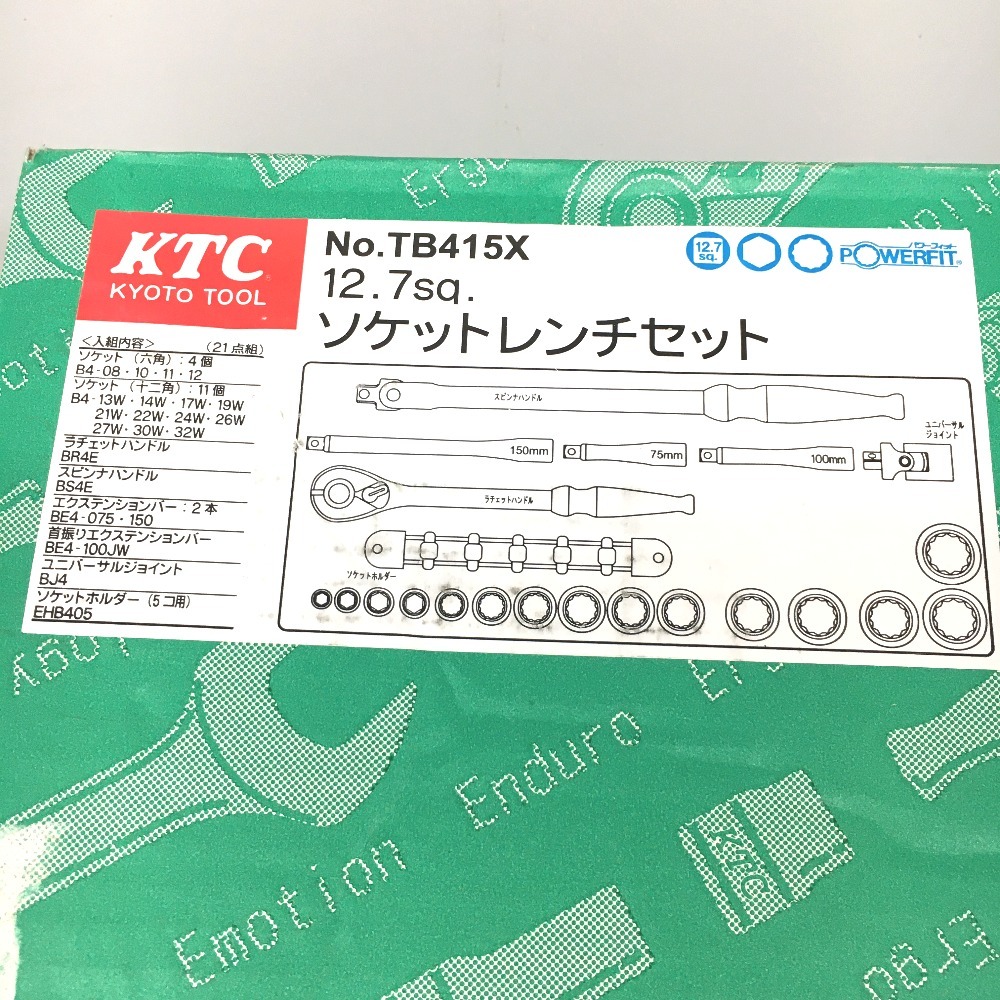 KTC
KYOTO TOOL
No.TB415X
12.7sq.
ソケットレンチセット
12.7
sq.
パワーフィット
POWERFIT®
<入組内容> (21点組)
ソケット (六角) : 4個
B4-08・10・11・12
ソケット (十二角) : 11個
B4-13W・14W・17W・19W
21W・22W・24W・26W
27W・30W・32W
ラチェットハンドル
BR4E
スピンナハンドル
BS4E
エクステンションバー : 2本
BE4-075・150
首振りエクステンションバー
BE4-100JW
ユニバーサルジョイント
BJ4
ソケットホルダー (5コ用)
EHB405
スピンナハンドル
ユニバーサル
ジョイント
150mm
75mm
100mm
ラチェットハンドル
ソケットホルダー
Enduro
Emotion
KTC